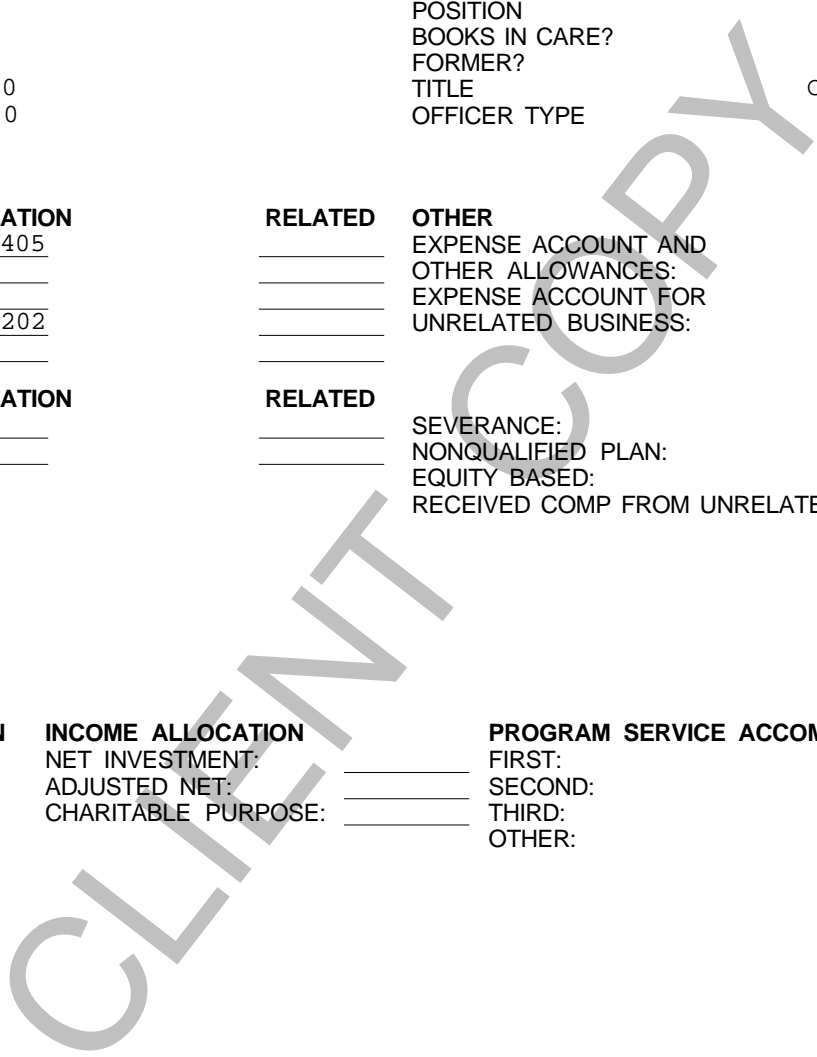 POSITION
BOOKS IN CARE?
FORMER?
0 TITLE
0 OFFICER TYPE
ATION RELATED OTHER
405 EXPENSE ACCOUNT AND
OTHER ALLOWANCES:
EXPENSE ACCOUNT FOR
202 UNRELATED BUSINESS:
ATION RELATED
SEVERANCE:
NONQUALIFIED PLAN:
EQUITY BASED:
RECEIVED COMP FROM UNRELATE
N INCOME ALLOCATION PROGRAM SERVICE ACCOM
NET INVESTMENT: FIRST:
ADJUSTED NET: SECOND:
CHARITABLE PURPOSE: THIRD:
OTHER:
CLIENT COPY